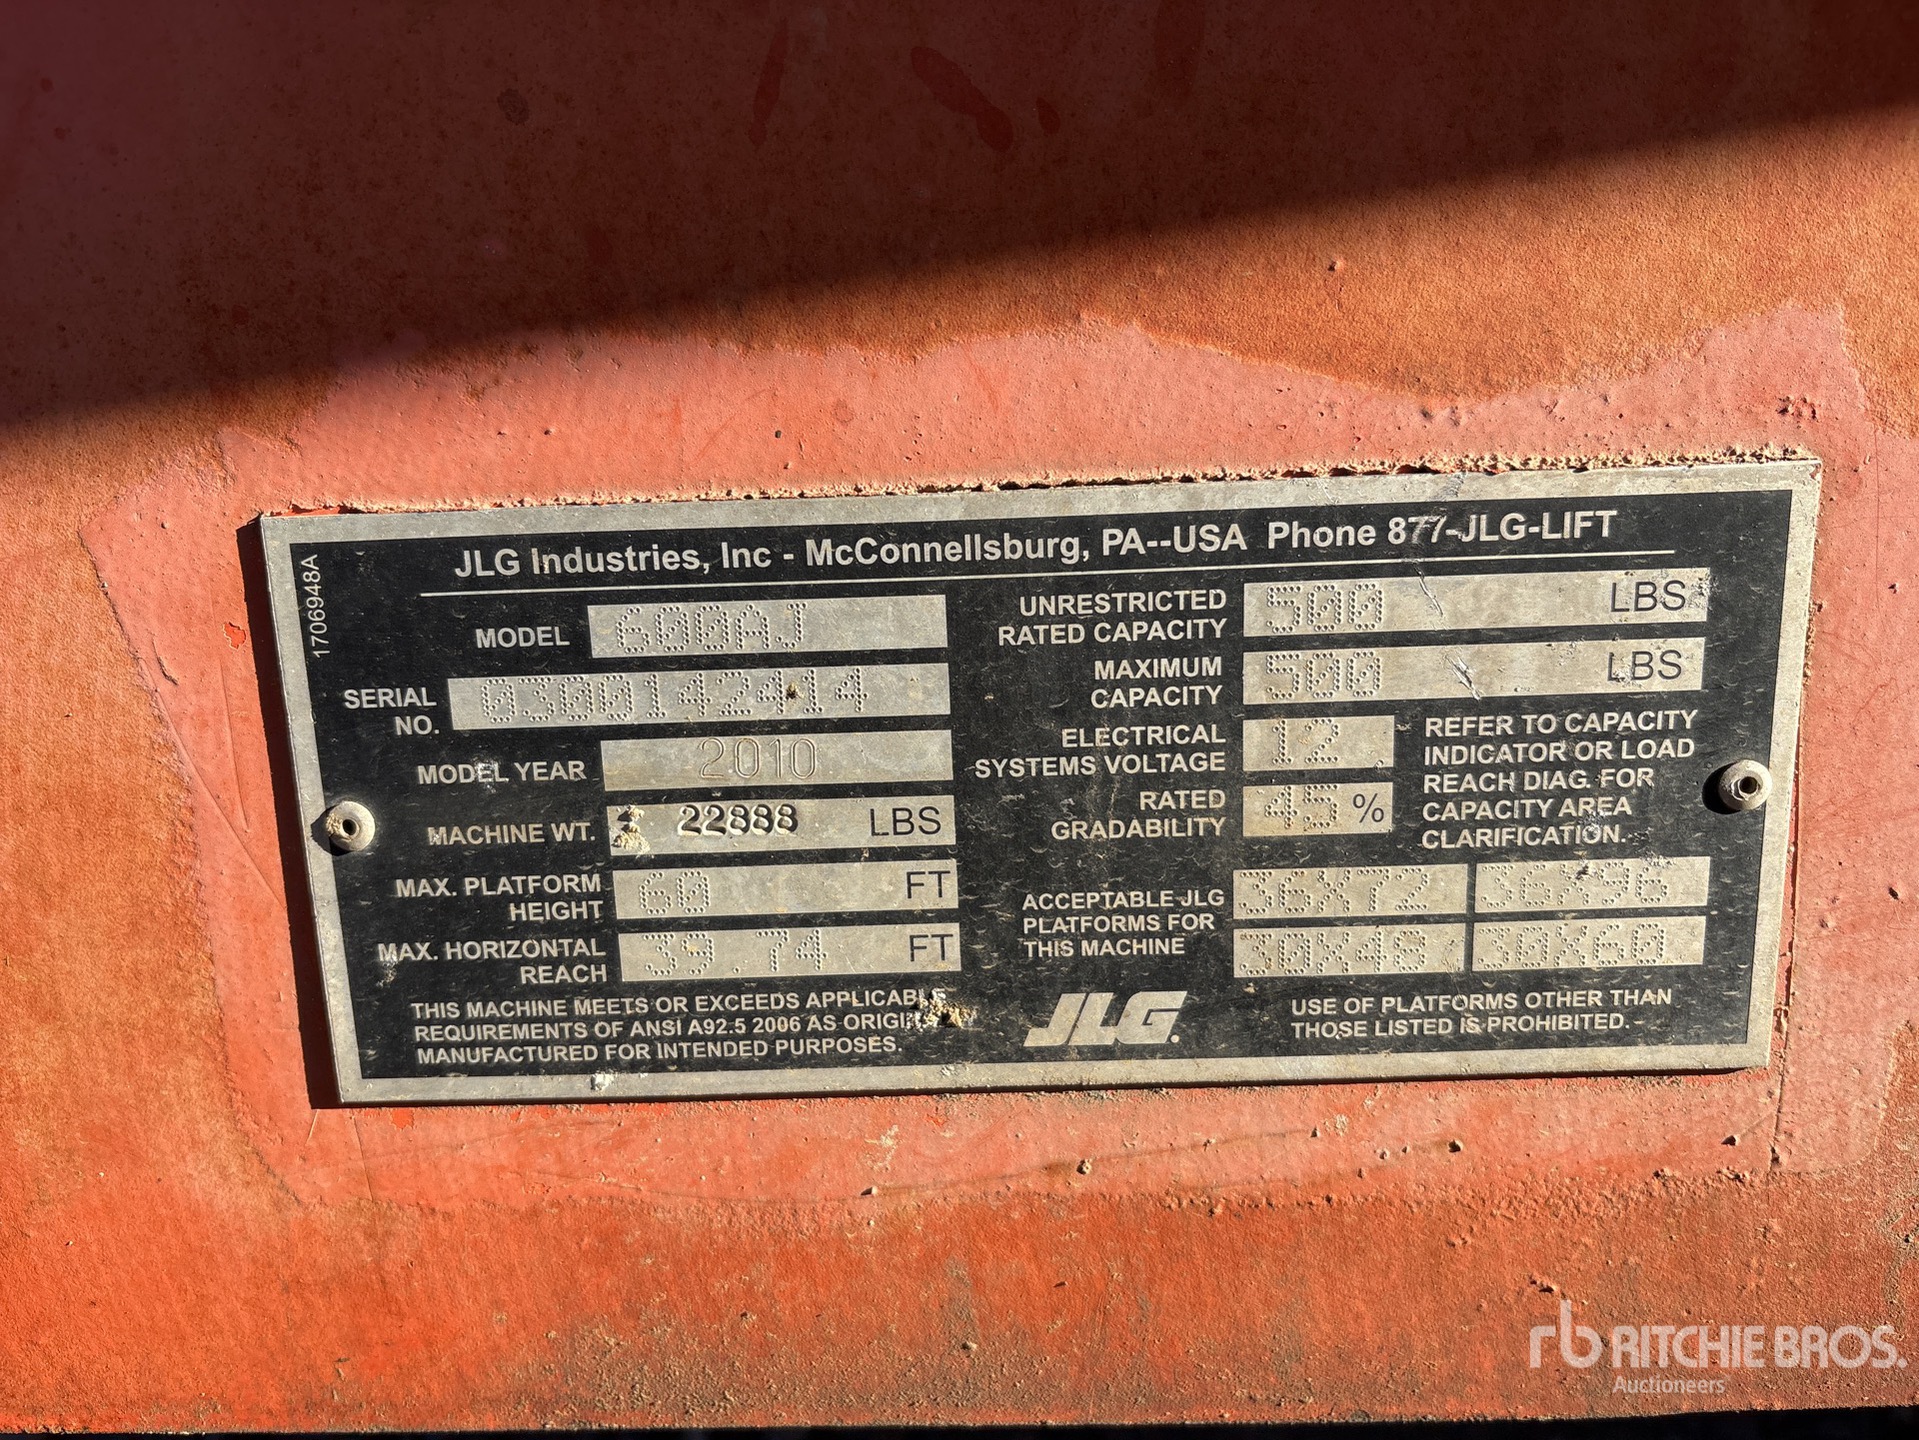 JLG Industries, Inc - McConnellsburg, PA--USA Phone 877-JLG-LIFT
1706948A
MODEL 600AJ
SERIAL NO. 0300142414
MODEL YEAR 2010
MACHINE WT. 22888 LBS
MAX. PLATFORM HEIGHT 60 FT
MAX. HORIZONTAL REACH 39.74 FT
THIS MACHINE MEETS OR EXCEEDS APPLICABLE
REQUIREMENTS OF ANSI A92.5 2006 AS
MANUFACTURED FOR INTENDED PURPOSES.
UNRESTRICTED RATED CAPACITY 500 LBS
MAXIMUM CAPACITY 500 LBS
ELECTRICAL SYSTEMS VOLTAGE 12
RATED GRADABILITY 45 %
REFER TO CAPACITY
INDICATOR OR LOAD
REACH DIAG. FOR
CAPACITY AREA
CLARIFICATION.
ACCEPTABLE JLG
PLATFORMS FOR
THIS MACHINE
36X72 36X96
30X48 30X60
JLG.
USE OF PLATFORMS OTHER THAN
THOSE LISTED IS PROHIBITED.
rb RITCHIE BROS.
Auctioneers